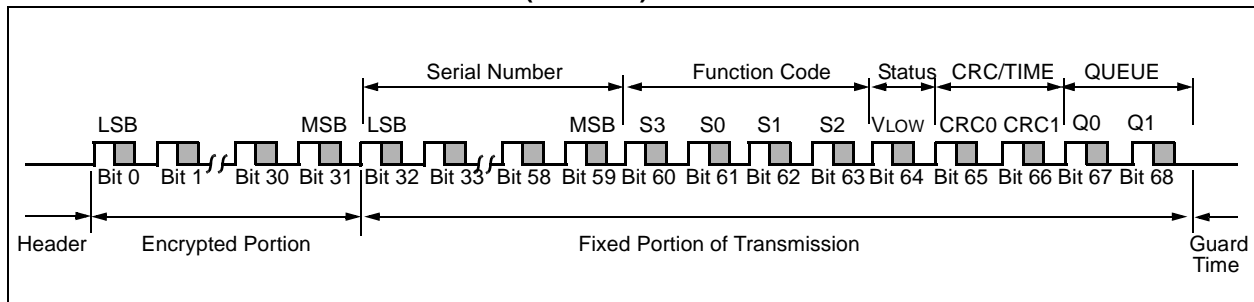 Serial Number Function Code Status CRC/TIME QUEUE
LSB MSB LSB MSB S3 S0 S1 S2 VLOW CRC0 CRC1 Q0 Q1
Bit 0 Bit 1 Bit 30 Bit 31 Bit 32 Bit 33 Bit 58 Bit 59 Bit 60 Bit 61 Bit 62 Bit 63 Bit 64 Bit 65 Bit 66 Bit 67 Bit 68
Header Encrypted Portion Fixed Portion of Transmission Guard
Time